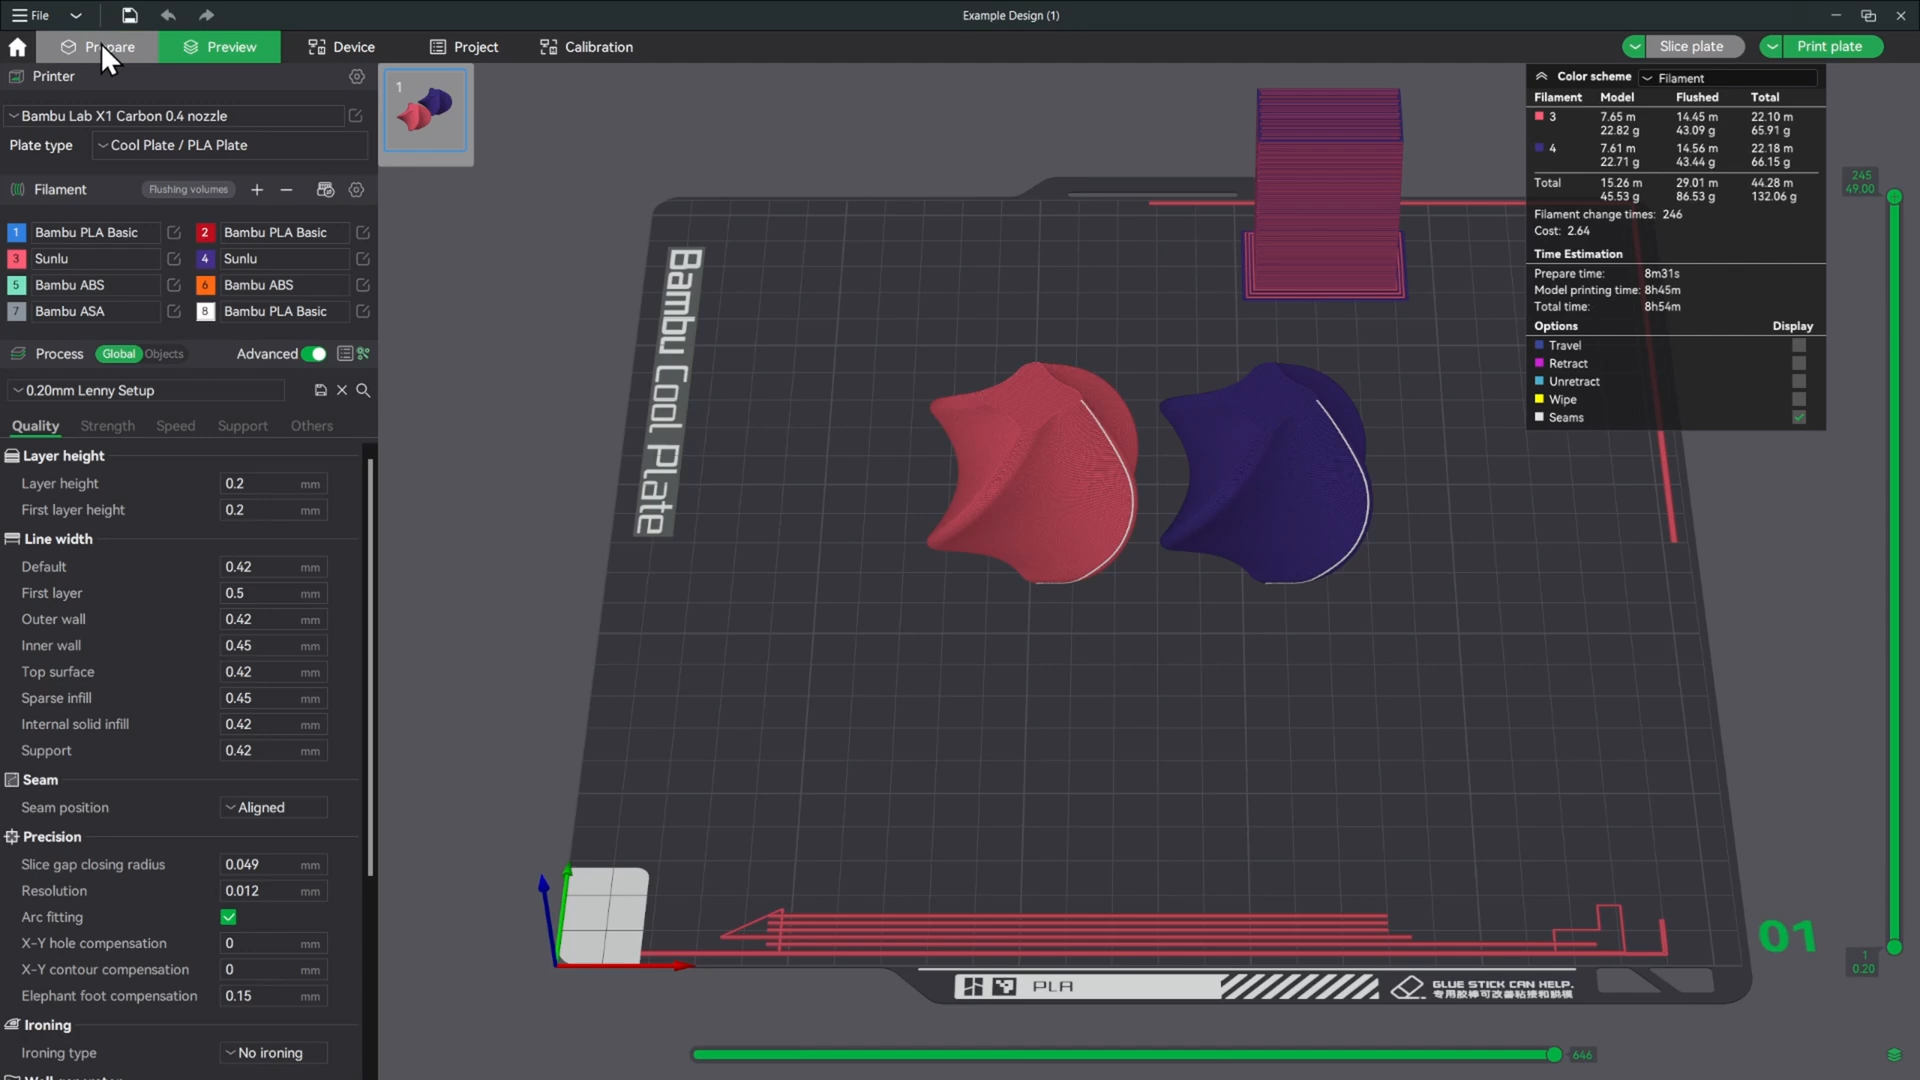 File
Example Design (1)
Prepare
Preview
Device
Project
Calibration
Slice plate
Print plate
Printer
Bambu Lab X1 Carbon 0.4 nozzle
Plate type
Cool Plate / PLA Plate
Filament
Flushing volumes
1 Bambu PLA Basic
2 Bambu PLA Basic
3 Sunlu
4 Sunlu
5 Bambu ABS
6 Bambu ABS
7 Bambu ASA
8 Bambu PLA Basic
Process
Global
Objects
Advanced
0.20mm Lenny Setup
Quality
Strength
Speed
Support
Others
Layer height
Layer height 0.2 mm
First layer height 0.2 mm
Line width
Default 0.42 mm
First layer 0.5 mm
Outer wall 0.42 mm
Inner wall 0.45 mm
Top surface 0.42 mm
Sparse infill 0.45 mm
Internal solid infill 0.42 mm
Support 0.42 mm
Seam
Seam position Aligned
Precision
Slice gap closing radius 0.049 mm
Resolution 0.012 mm
Arc fitting
X-Y hole compensation 0 mm
X-Y contour compensation 0 mm
Elephant foot compensation 0.15 mm
Ironing
Ironing type No ironing
1
Bambu Cool Plate
Color scheme Filament
Filament Model Flushed Total
3 7.65 m 14.45 m 22.10 m
22.82 g 43.09 g 65.91 g
4 7.61 m 14.56 m 22.18 m
22.71 g 43.44 g 66.15 g
Total 15.26 m 29.01 m 44.28 m
45.53 g 86.53 g 132.06 g
Filament change times: 246
Cost: 2.64
Time Estimation
Prepare time: 8m31s
Model printing time: 8h45m
Total time: 8h54m
Options Display
Travel
Retract
Unretract
Wipe
Seams
245
49.00
1
0.20
01
PLA
GLUE STICK CAN HELP.
专用胶棒可改善粘接和脱模
646